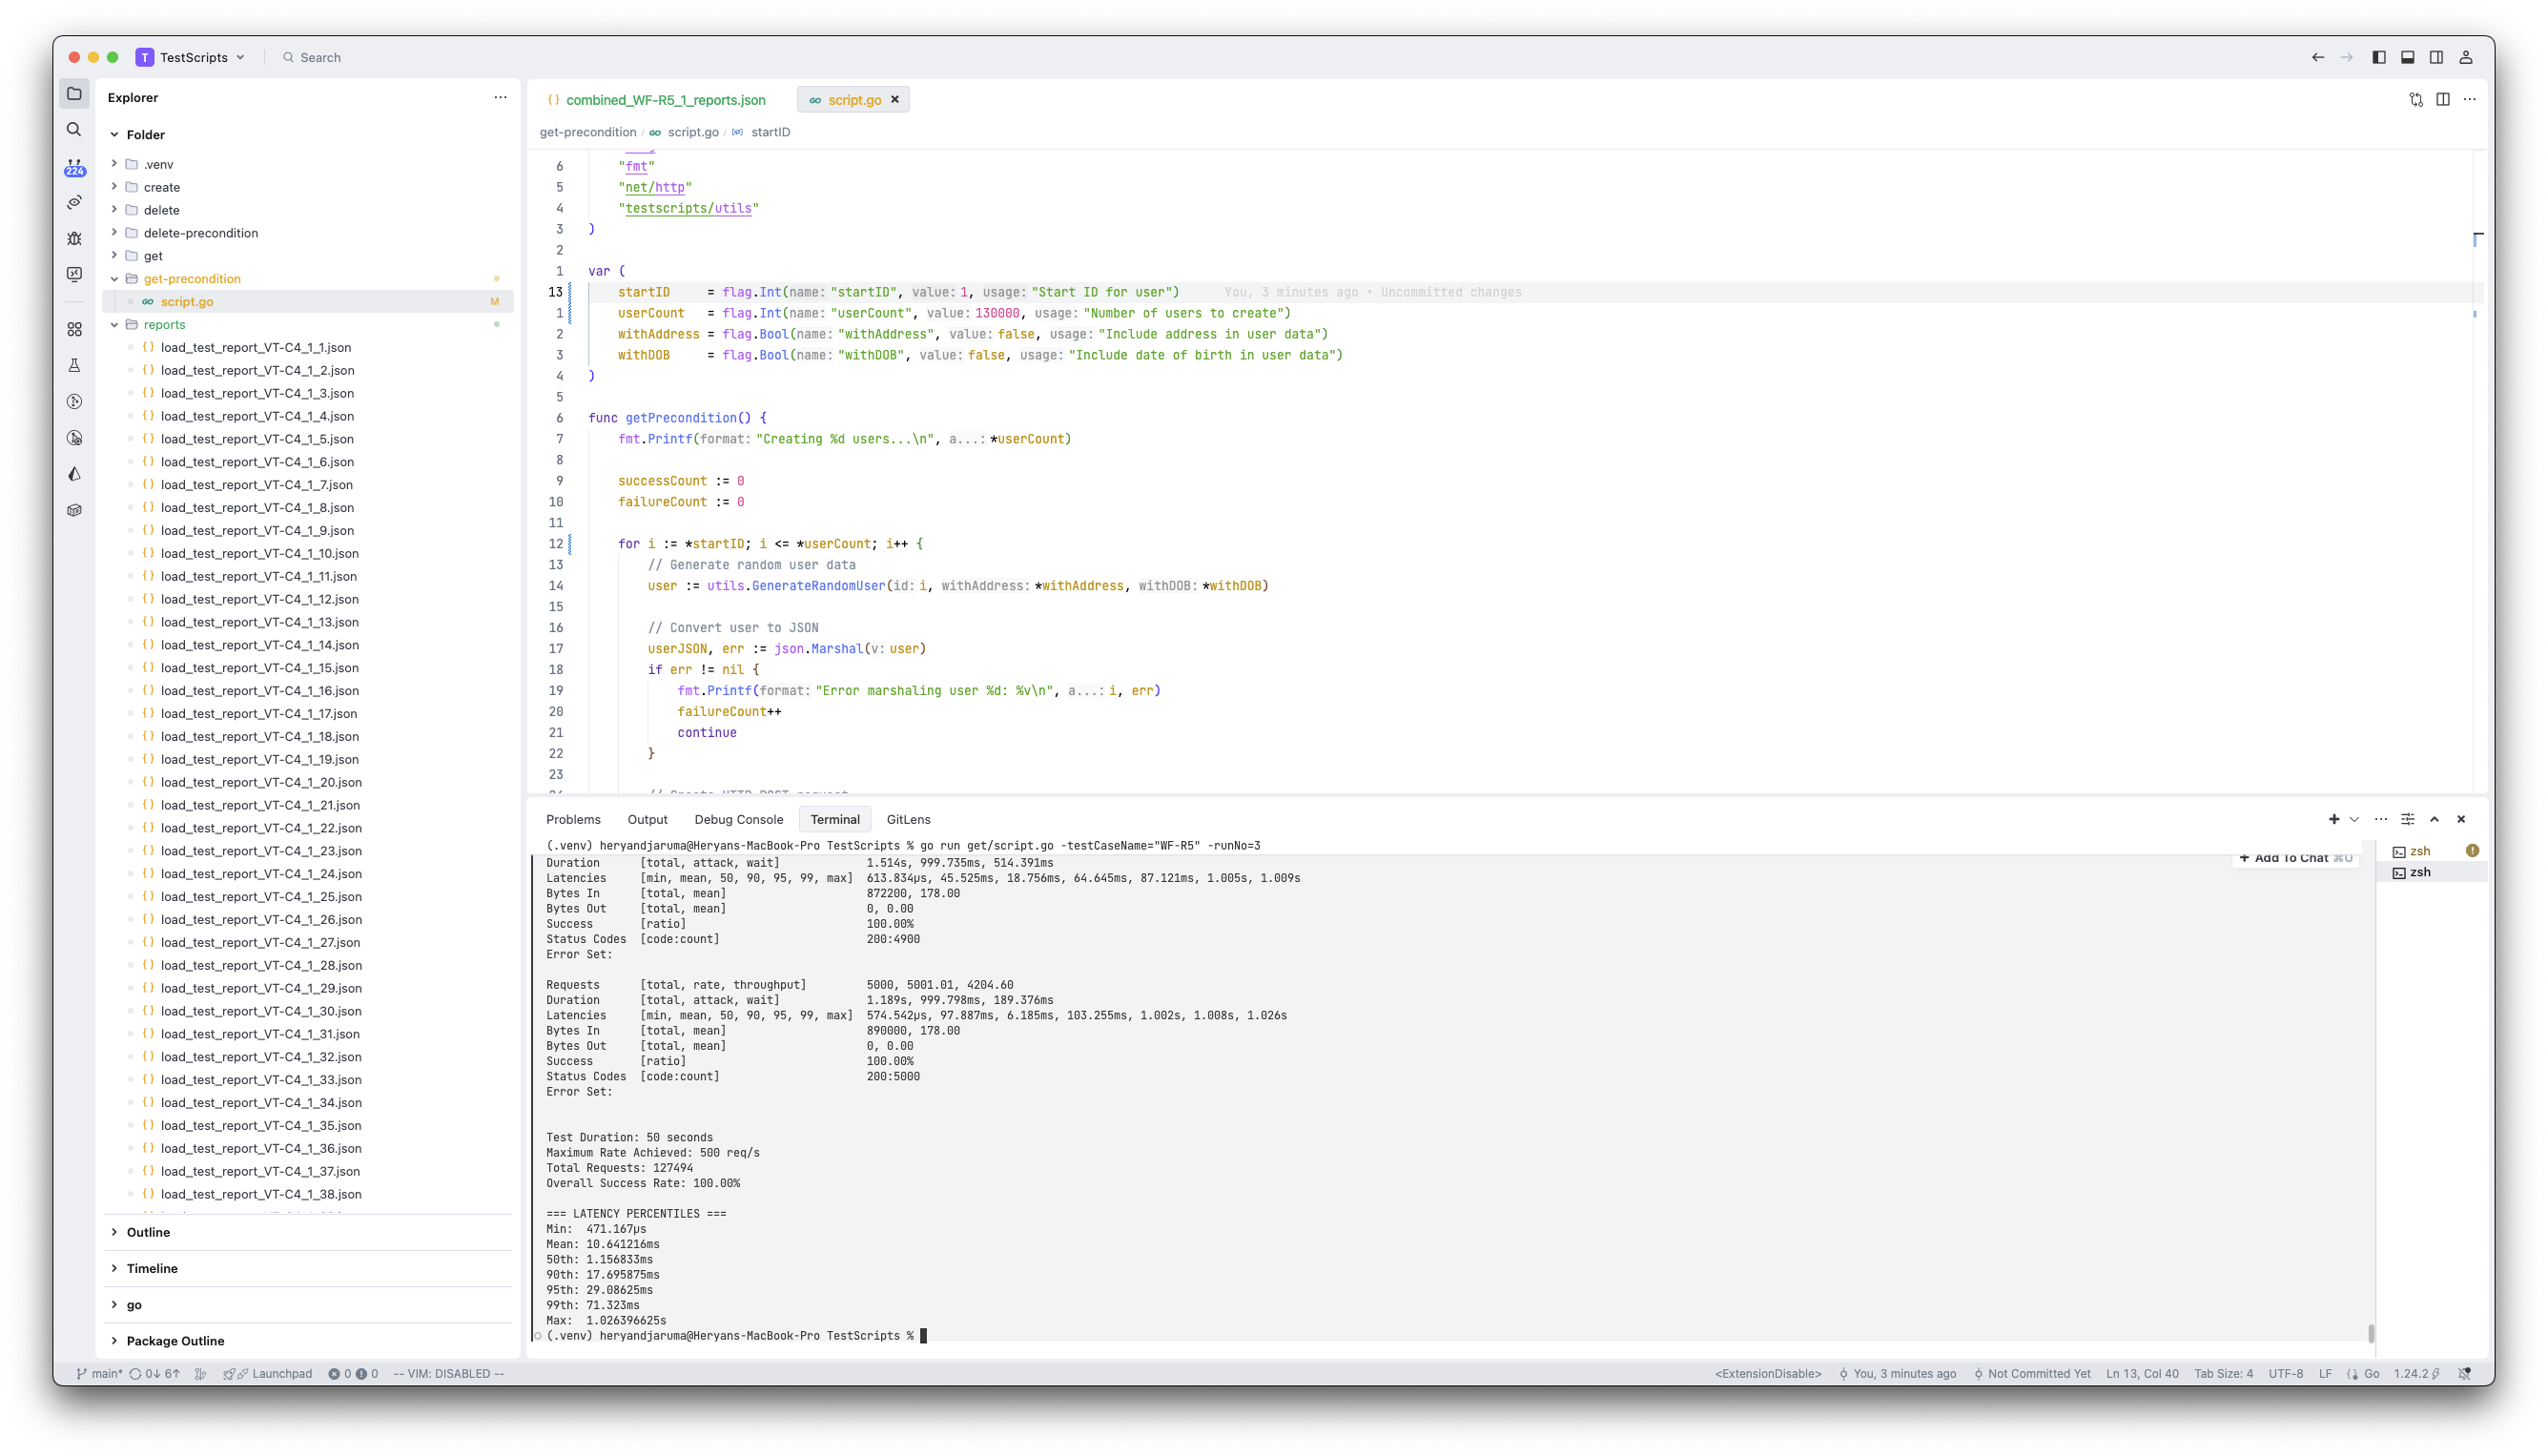 TestScripts
Search
Explorer
Folder
.venv
create
delete
delete-precondition
get
get-precondition
script.go M
reports
load_test_report_VT-C4_1_1.json
load_test_report_VT-C4_1_2.json
load_test_report_VT-C4_1_3.json
load_test_report_VT-C4_1_4.json
load_test_report_VT-C4_1_5.json
load_test_report_VT-C4_1_6.json
load_test_report_VT-C4_1_7.json
load_test_report_VT-C4_1_8.json
load_test_report_VT-C4_1_9.json
load_test_report_VT-C4_1_10.json
load_test_report_VT-C4_1_11.json
load_test_report_VT-C4_1_12.json
load_test_report_VT-C4_1_13.json
load_test_report_VT-C4_1_14.json
load_test_report_VT-C4_1_15.json
load_test_report_VT-C4_1_16.json
load_test_report_VT-C4_1_17.json
load_test_report_VT-C4_1_18.json
load_test_report_VT-C4_1_19.json
load_test_report_VT-C4_1_20.json
load_test_report_VT-C4_1_21.json
load_test_report_VT-C4_1_22.json
load_test_report_VT-C4_1_23.json
load_test_report_VT-C4_1_24.json
load_test_report_VT-C4_1_25.json
load_test_report_VT-C4_1_26.json
load_test_report_VT-C4_1_27.json
load_test_report_VT-C4_1_28.json
load_test_report_VT-C4_1_29.json
load_test_report_VT-C4_1_30.json
load_test_report_VT-C4_1_31.json
load_test_report_VT-C4_1_32.json
load_test_report_VT-C4_1_33.json
load_test_report_VT-C4_1_34.json
load_test_report_VT-C4_1_35.json
load_test_report_VT-C4_1_36.json
load_test_report_VT-C4_1_37.json
load_test_report_VT-C4_1_38.json
Outline
Timeline
go
Package Outline
224
{} combined_WF-R5_1_reports.json
GO script.go ×
get-precondition / GO script.go / startID
6 "fmt"
5 "net/http"
4 "testscripts/utils"
3 )
2
1 var (
13 startID = flag.Int(name: "startID", value: 1, usage: "Start ID for user") You, 3 minutes ago • Uncommitted changes
1 userCount = flag.Int(name: "userCount", value: 130000, usage: "Number of users to create")
2 withAddress = flag.Bool(name: "withAddress", value: false, usage: "Include address in user data")
3 withDOB = flag.Bool(name: "withDOB", value: false, usage: "Include date of birth in user data")
4 )
5
6 func getPrecondition() {
7 fmt.Printf(format: "Creating %d users...\n", a...: *userCount)
8
9 successCount := 0
10 failureCount := 0
11
12 for i := *startID; i <= *userCount; i++ {
13 // Generate random user data
14 user := utils.GenerateRandomUser(id: i, withAddress: *withAddress, withDOB: *withDOB)
15
16 // Convert user to JSON
17 userJSON, err := json.Marshal(v: user)
18 if err != nil {
19 fmt.Printf(format: "Error marshaling user %d: %v\n", a...: i, err)
20 failureCount++
21 continue
22 }
23
Problems Output Debug Console Terminal GitLens
(.venv) heryandjaruma@Heryans-MacBook-Pro TestScripts % go run get/script.go -testCaseName="WF-R5" -runNo=3
Duration [total, attack, wait] 1.514s, 999.735ms, 514.391ms
Latencies [min, mean, 50, 90, 95, 99, max] 613.834µs, 45.525ms, 18.756ms, 64.645ms, 87.121ms, 1.005s, 1.009s
Bytes In [total, mean] 872200, 178.00
Bytes Out [total, mean] 0, 0.00
Success [ratio] 100.00%
Status Codes [code:count] 200:4900
Error Set:
Requests [total, rate, throughput] 5000, 5001.01, 4204.60
Duration [total, attack, wait] 1.189s, 999.798ms, 189.376ms
Latencies [min, mean, 50, 90, 95, 99, max] 574.542µs, 97.887ms, 6.185ms, 103.255ms, 1.002s, 1.008s, 1.026s
Bytes In [total, mean] 890000, 178.00
Bytes Out [total, mean] 0, 0.00
Success [ratio] 100.00%
Status Codes [code:count] 200:5000
Error Set:
Test Duration: 50 seconds
Maximum Rate Achieved: 500 req/s
Total Requests: 127494
Overall Success Rate: 100.00%
=== LATENCY PERCENTILES ===
Min: 471.167µs
Mean: 10.641216ms
50th: 1.156833ms
90th: 17.695875ms
95th: 29.08625ms
99th: 71.323ms
Max: 1.026396625s
(.venv) heryandjaruma@Heryans-MacBook-Pro TestScripts %
+ Add To Chat ⌘U
zsh
zsh
main* 0↓ 6↑ Launchpad 0 0 -- VIM: DISABLED --
<ExtensionDisable> You, 3 minutes ago Not Committed Yet Ln 13, Col 40 Tab Size: 4 UTF-8 LF Go 1.24.2